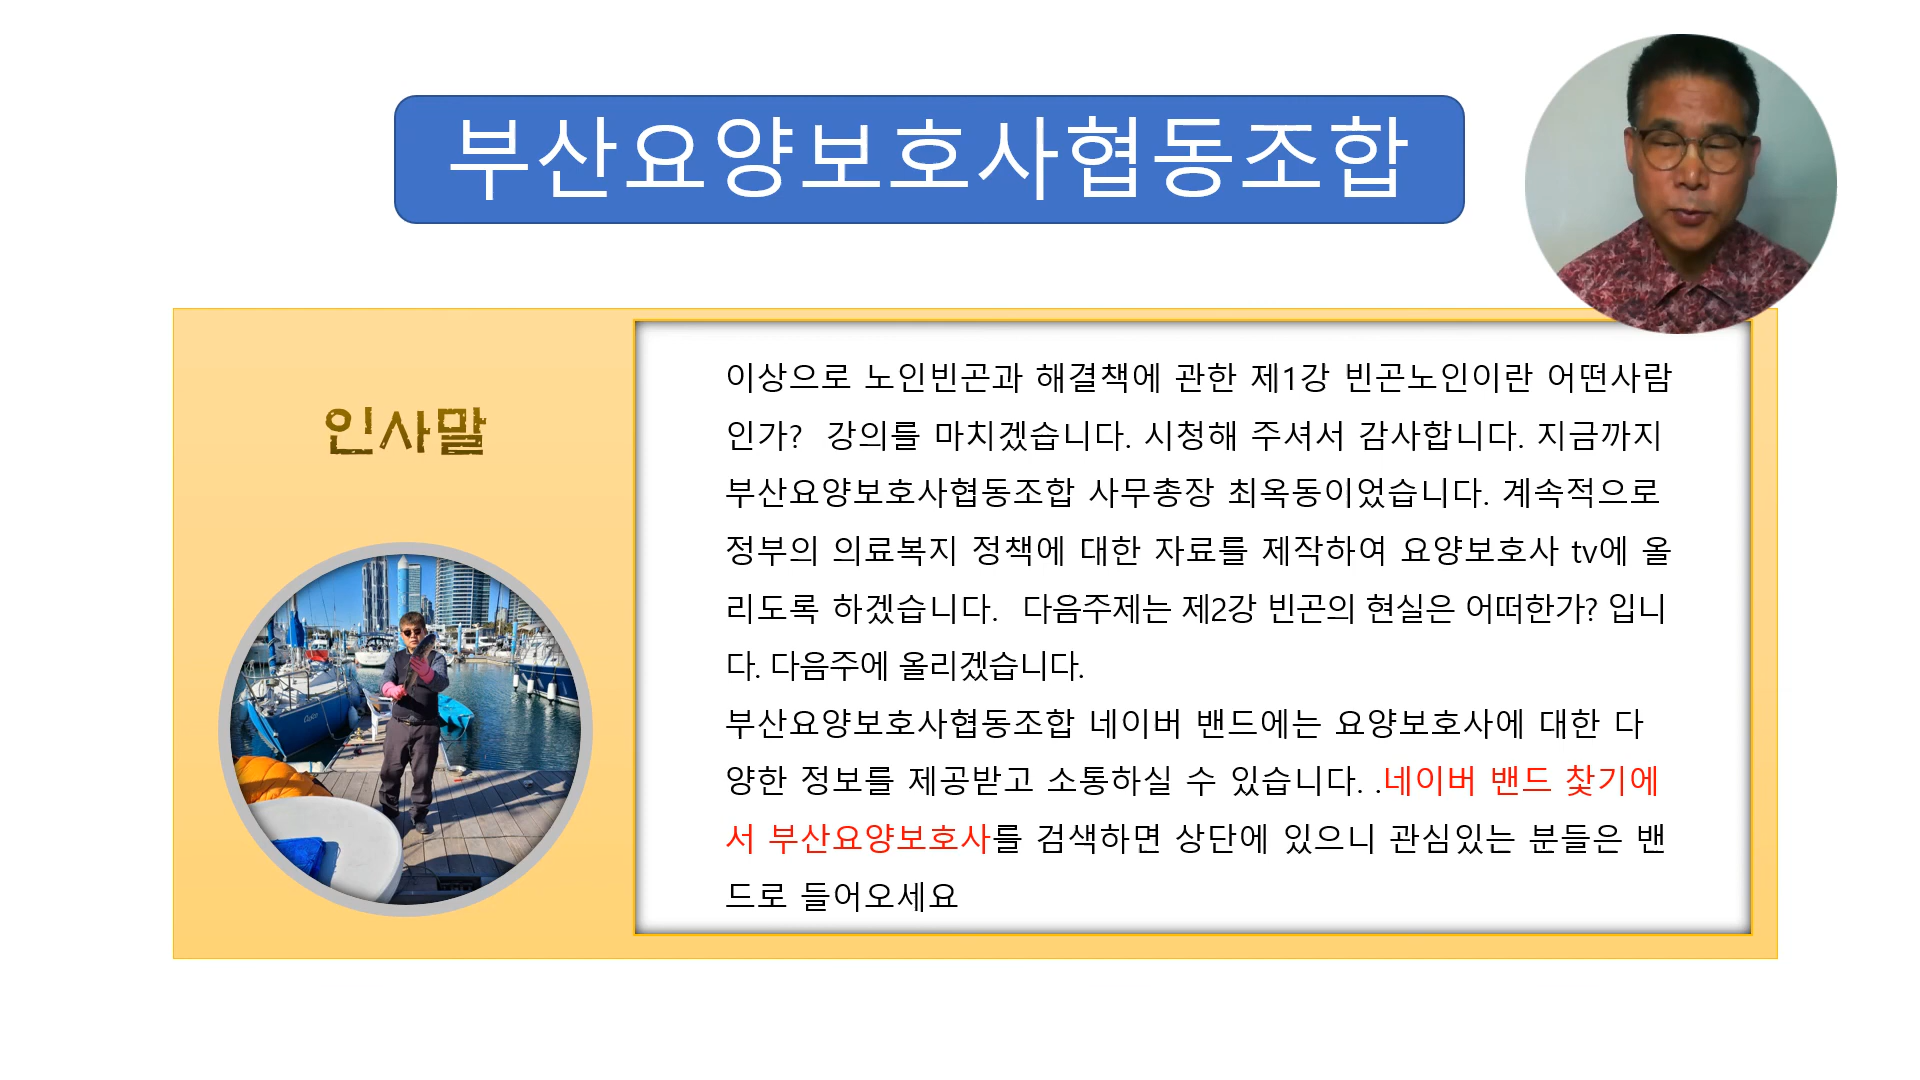 부산요양보호사협동조합
인사말
이상으로 노인빈곤과 해결책에 관한 제1강 빈곤노인이란 어떤사람
인가? 강의를 마치겠습니다. 시청해 주셔서 감사합니다. 지금까지
부산요양보호사협동조합 사무총장 최옥동이었습니다. 계속적으로
정부의 의료복지 정책에 대한 자료를 제작하여 요양보호사 tv에 올
리도록 하겠습니다. 다음주제는 제2강 빈곤의 현실은 어떠한가? 입니
다. 다음주에 올리겠습니다.
부산요양보호사협동조합 네이버 밴드에는 요양보호사에 대한 다
양한 정보를 제공받고 소통하실 수 있습니다. .네이버 밴드 찿기에
서 부산요양보호사를 검색하면 상단에 있으니 관심있는 분들은 밴
드로 들어오세요